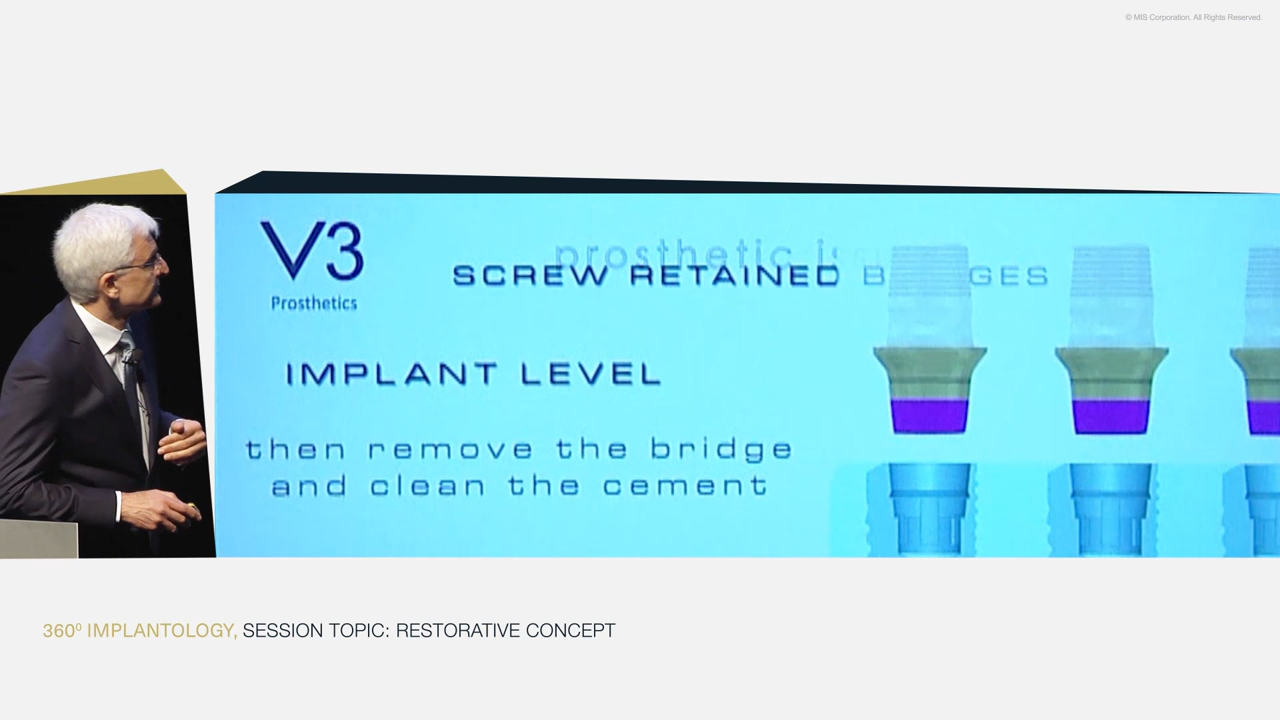 © MIS Corporation. All Rights Reserved
V3
Prosthetics
prosthetic
SCREW RETAINED
IMPLANT LEVEL
then remove the bridge
and clean the cement
360⁰ IMPLANTOLOGY, SESSION TOPIC: RESTORATIVE CONCEPT